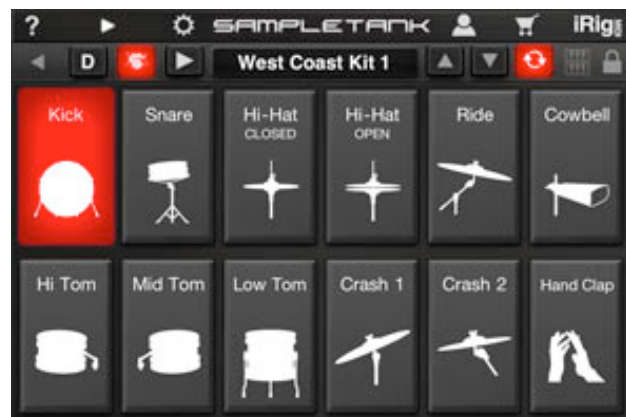 ? SAMPLETANK iRig
D West Coast Kit 1
Kick Snare Hi-Hat Hi-Hat Ride Cowbell
CLOSED OPEN
Hi Tom Mid Tom Low Tom Crash 1 Crash 2 Hand Clap